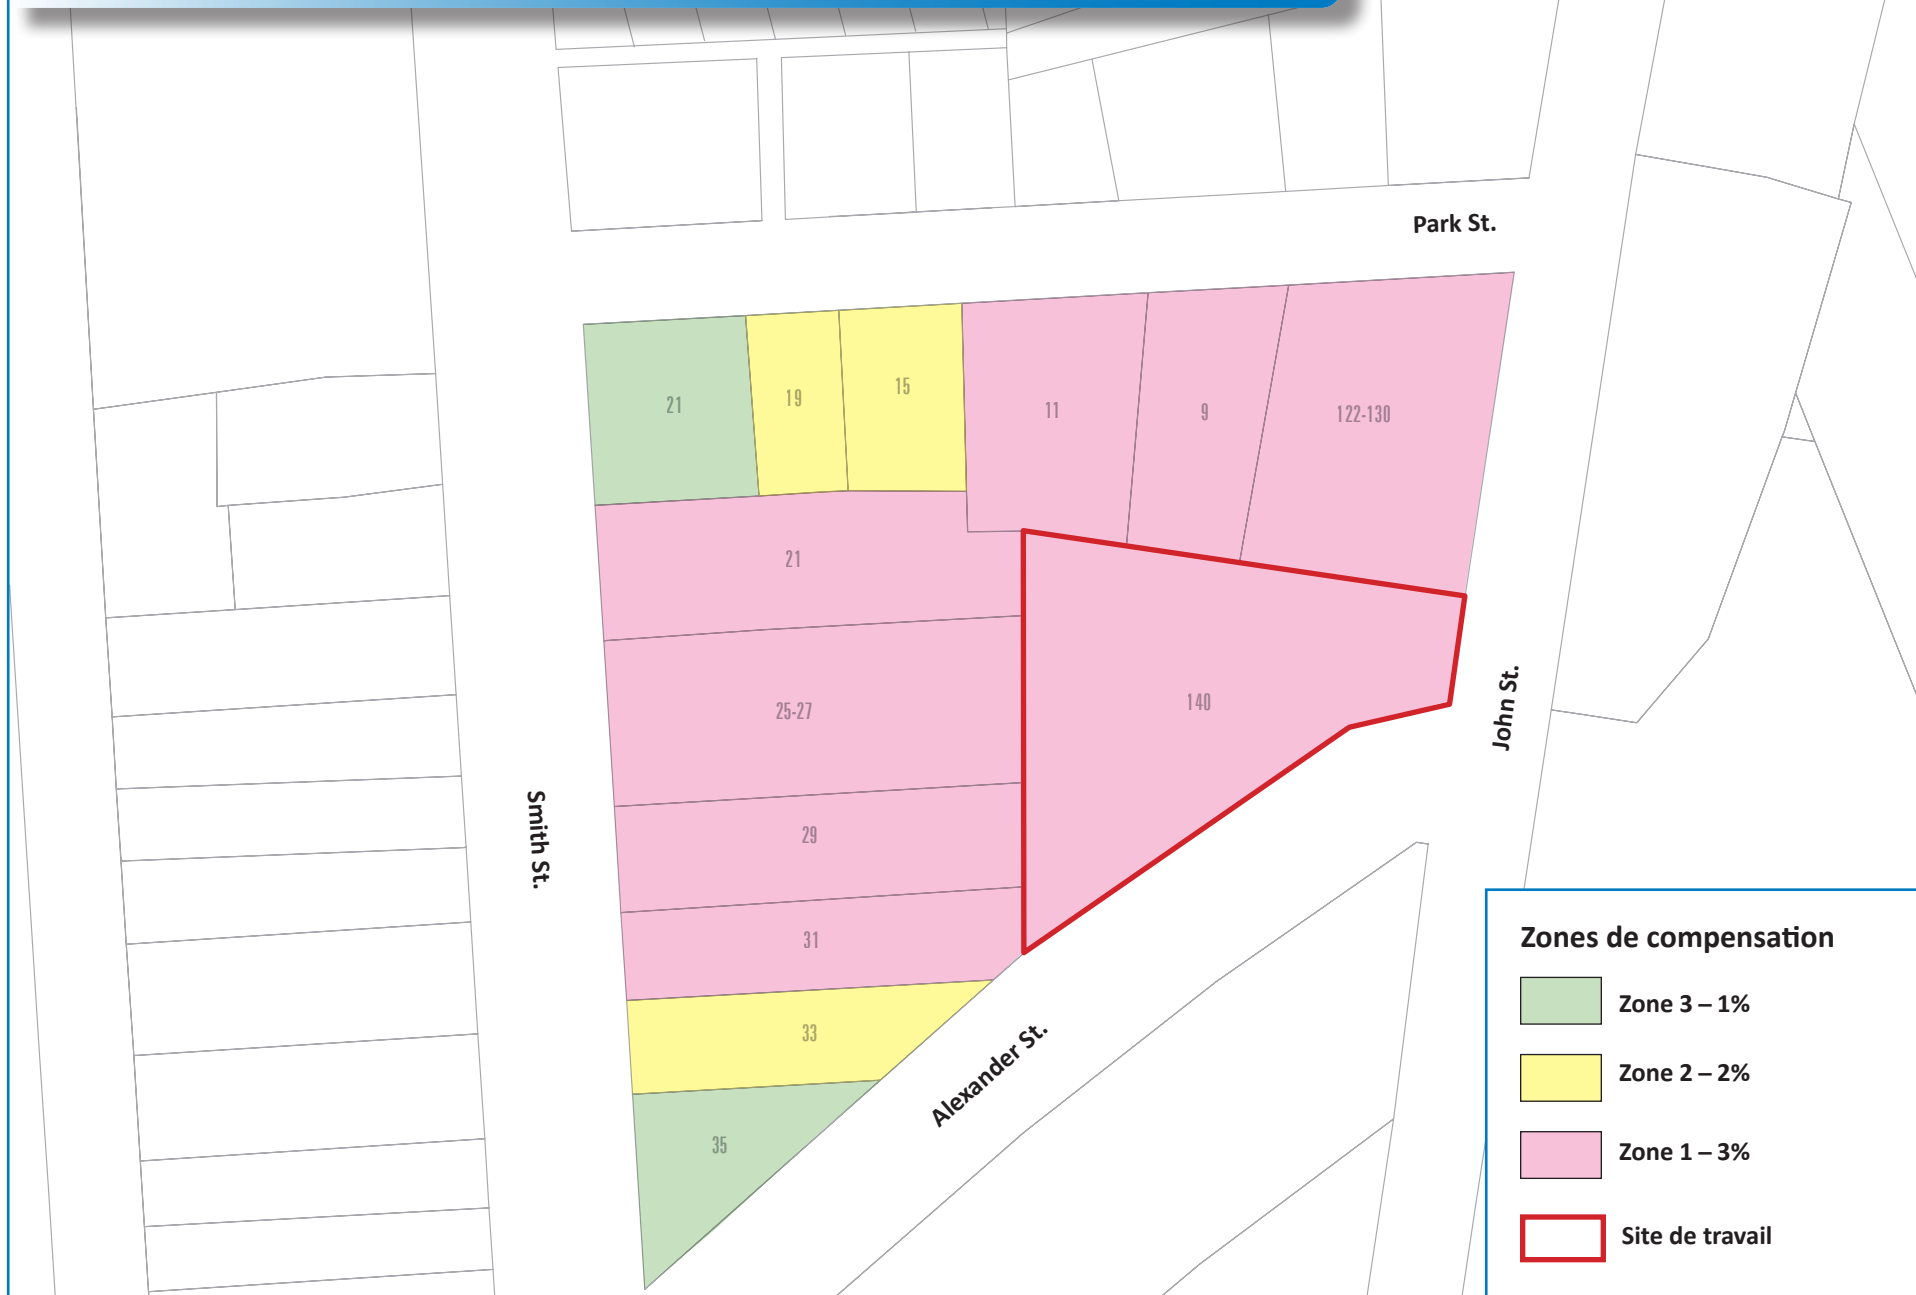 Park St.
21
19
15
11
9
122-130
21
25-27
140
29
31
33
35
Smith St.
John St.
Alexander St.
Zones de compensation
Zone 3 – 1%
Zone 2 – 2%
Zone 1 – 3%
Site de travail